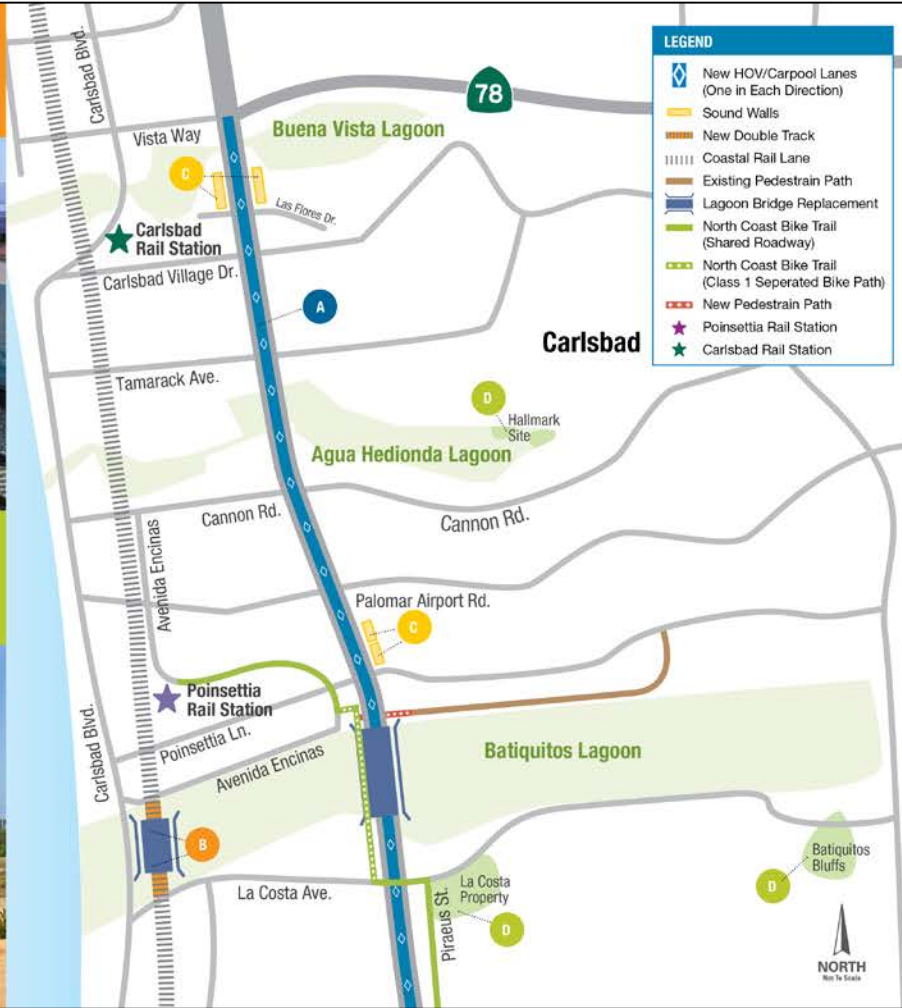 Carlsbad Blvd.
78
Vista Way
Buena Vista Lagoon
C
Las Flores Dr.
Carlsbad
Rail Station
Carlsbad Village Dr.
A
Carlsbad
Tamarack Ave.
D
Hallmark
Site
Agua Hedionda Lagoon
Cannon Rd.
Cannon Rd.
Avenida Encinas
Palomar Airport Rd.
C
Poinsettia
Rail Station
Carlsbad Blvd.
Poinsettia Ln.
Avenida Encinas
Batiquitos Lagoon
B
La Costa Ave.
Piraeus St.
La Costa
Property
D
Batiquitos
Bluffs
D
NORTH
Not To Scale
LEGEND
New HOV/Carpool Lanes
(One in Each Direction)
Sound Walls
New Double Track
Coastal Rail Lane
Existing Pedestrain Path
Lagoon Bridge Replacement
North Coast Bike Trail
(Shared Roadway)
North Coast Bike Trail
(Class 1 Seperated Bike Path)
New Pedestrain Path
Poinsettia Rail Station
Carlsbad Rail Station